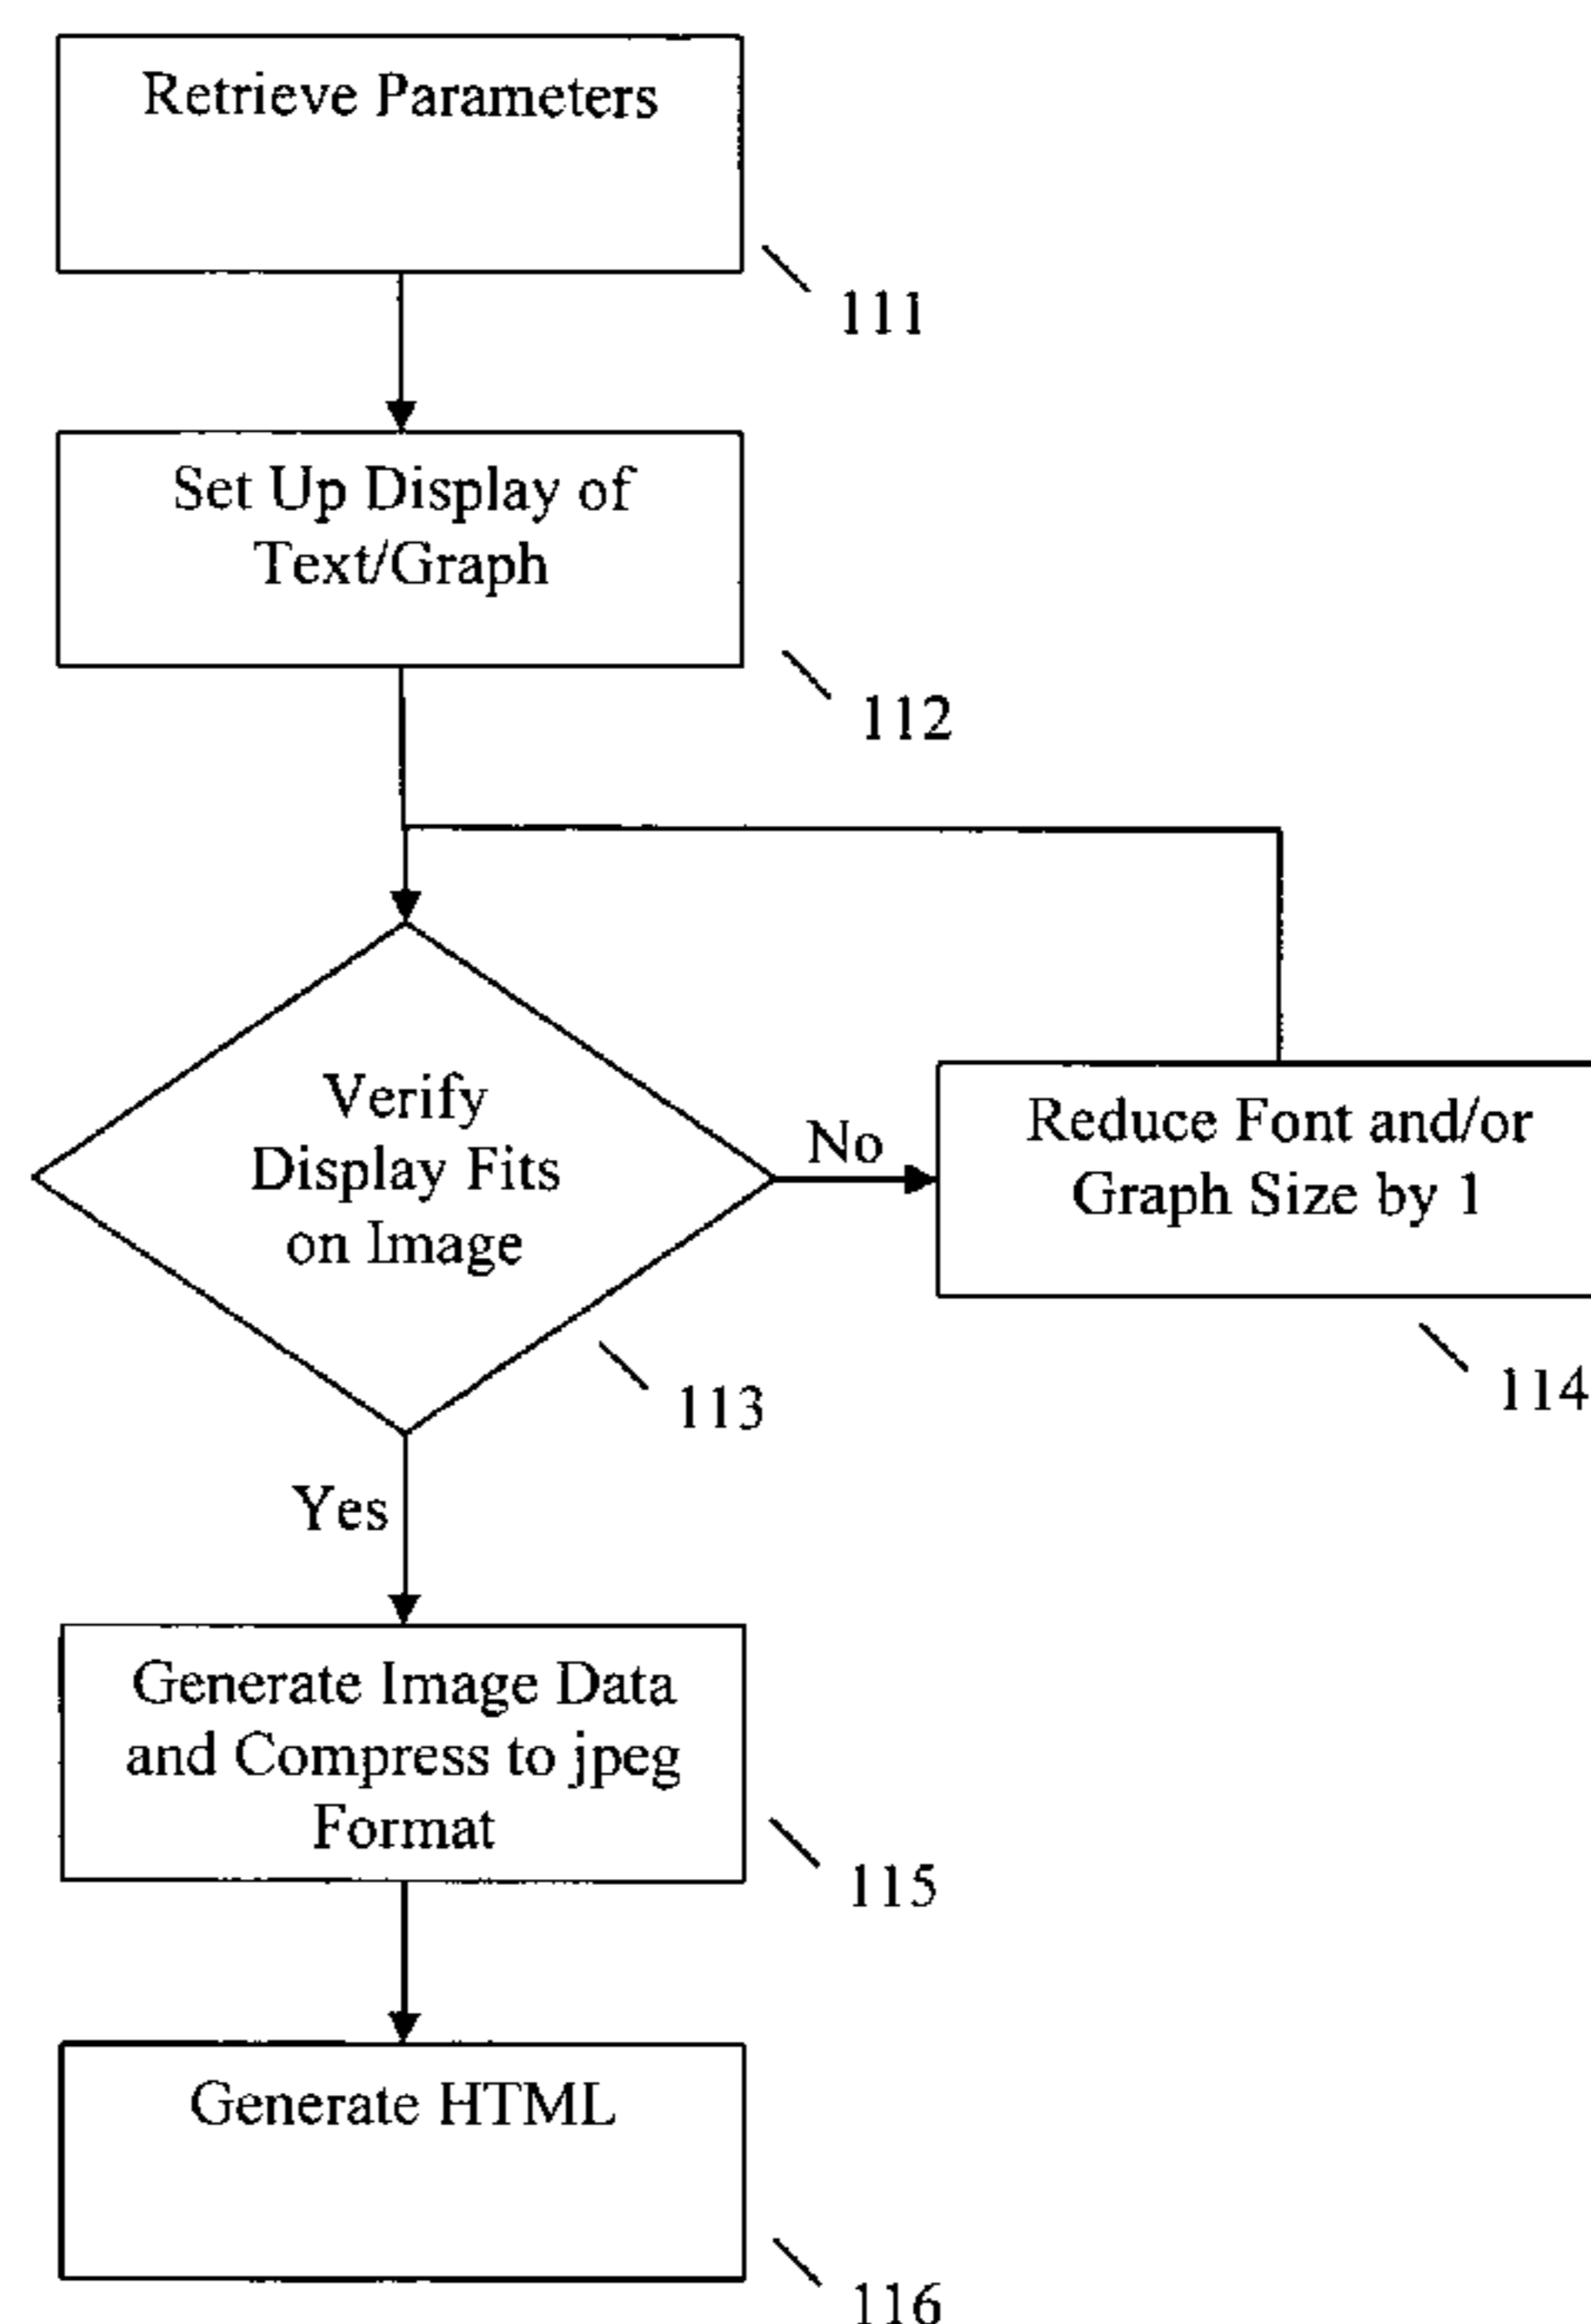 Retrieve Parameters
111
Set Up Display of
Text/Graph
112
Verify
Display Fits
on Image
113
No
Reduce Font and/or
Graph Size by 1
114
Yes
Generate Image Data
and Compress to jpeg
Format
115
Generate HTML
116